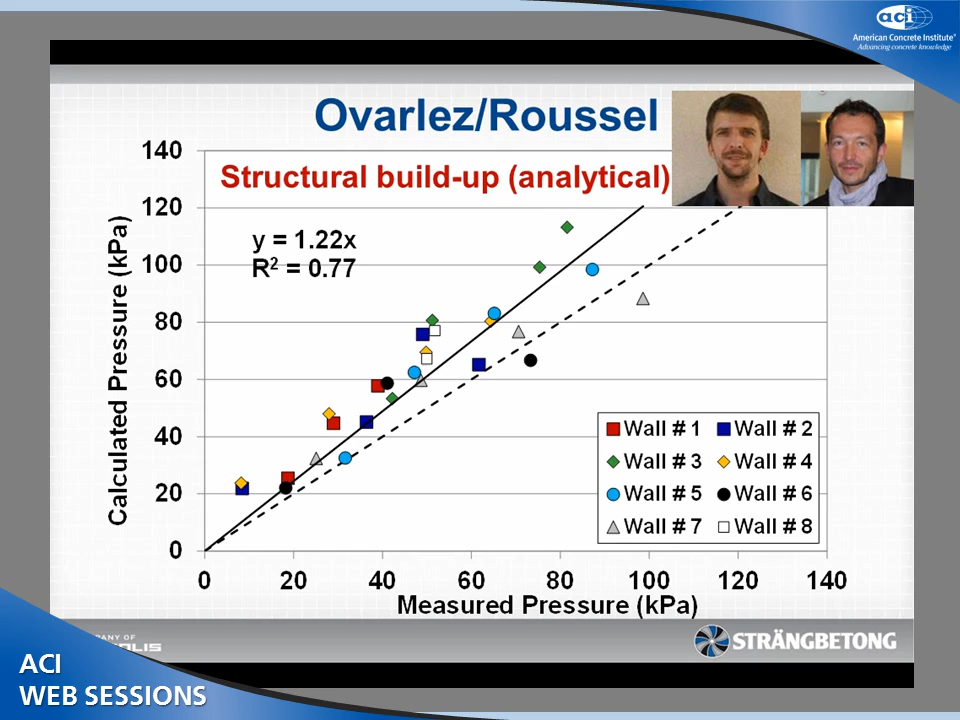 aci
American Concrete Institute®
Advancing concrete knowledge
Ovarlez/Roussel
Structural build-up (analytical)
y = 1.22x
R² = 0.77
Calculated Pressure (kPa)
140
120
100
80
60
40
20
0
0 20 40 60 80 100 120 140
Measured Pressure (kPa)
Wall # 1 Wall # 2
Wall # 3 Wall # 4
Wall # 5 Wall # 6
Wall # 7 Wall # 8
STRÄNGBETONG
ACI
WEB SESSIONS